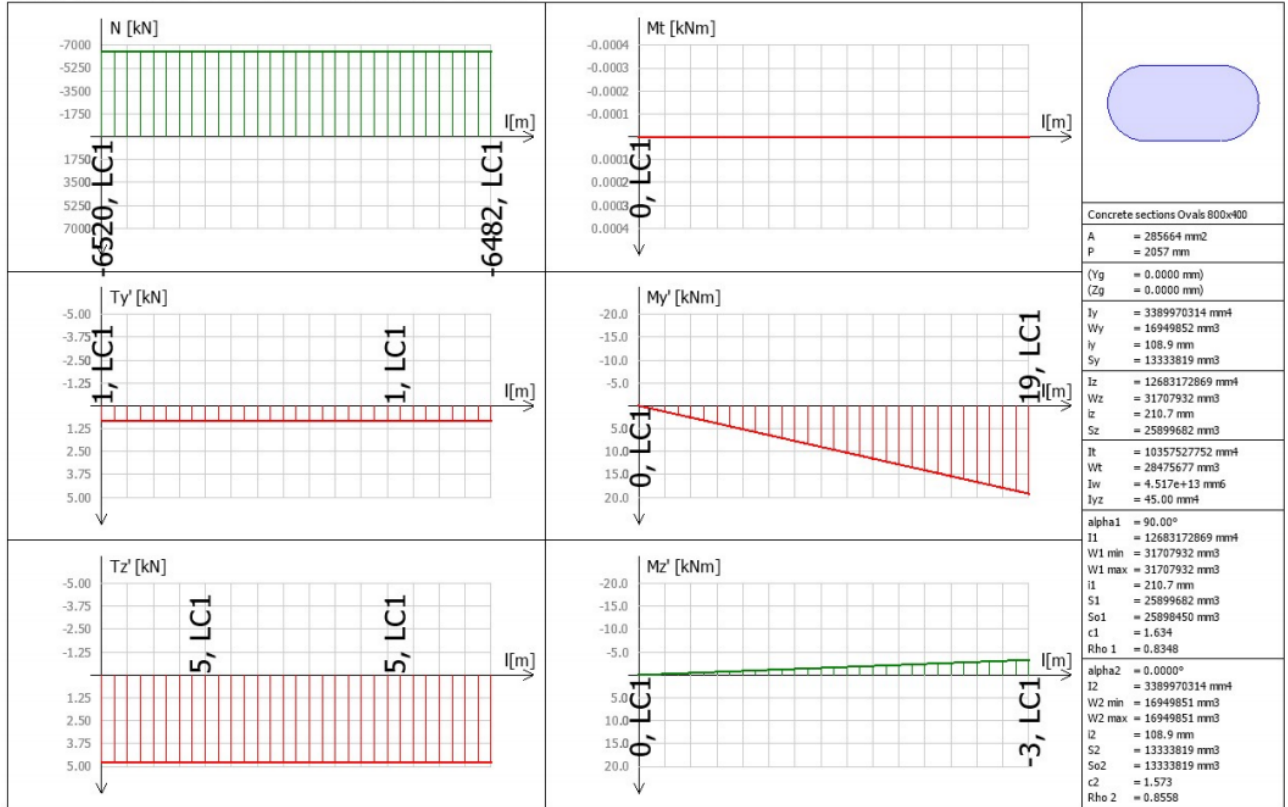 N [kN]
-7000
-5250
-3500
-1750
l[m]
1750
3500
5250
7000
-6520, LC1
-6482, LC1
Mt [kNm]
-0.0004
-0.0003
-0.0002
-0.0001
l[m]
0.0001
0.0002
0.0003
0.0004
0, LC1
Ty' [kN]
-5.00
-3.75
-2.50
-1.25
l[m]
1.25
2.50
3.75
5.00
1, LC1
1, LC1
My' [kNm]
-20.0
-15.0
-10.0
-5.0
l[m]
5.0
10.0
15.0
20.0
0, LC1
19, LC1
Tz' [kN]
-5.00
-3.75
-2.50
-1.25
l[m]
1.25
2.50
3.75
5.00
5, LC1
5, LC1
Mz' [kNm]
-20.0
-15.0
-10.0
-5.0
l[m]
5.0
10.0
15.0
20.0
0, LC1
-3, LC1
Concrete sections Ovals 800x400
A = 285664 mm2
P = 2057 mm
(Yg = 0.0000 mm)
(Zg = 0.0000 mm)
Iy = 3389970314 mm4
Wy = 16949852 mm3
iy = 108.9 mm
Sy = 13333819 mm3
Iz = 12683172869 mm4
Wz = 31707932 mm3
iz = 210.7 mm
Sz = 25899682 mm3
It = 10357527752 mm4
Wt = 28475677 mm3
Iw = 4.517e+13 mm6
Iyz = 45.00 mm4
alpha1 = 90.00°
I1 = 12683172869 mm4
W1 min = 31707932 mm3
W1 max = 31707932 mm3
i1 = 210.7 mm
S1 = 25899682 mm3
So1 = 25898450 mm3
c1 = 1.634
Rho 1 = 0.8348
alpha2 = 0.0000°
I2 = 3389970314 mm4
W2 min = 16949851 mm3
W2 max = 16949851 mm3
i2 = 108.9 mm
S2 = 13333819 mm3
So2 = 13333819 mm3
c2 = 1.573
Rho 2 = 0.8558